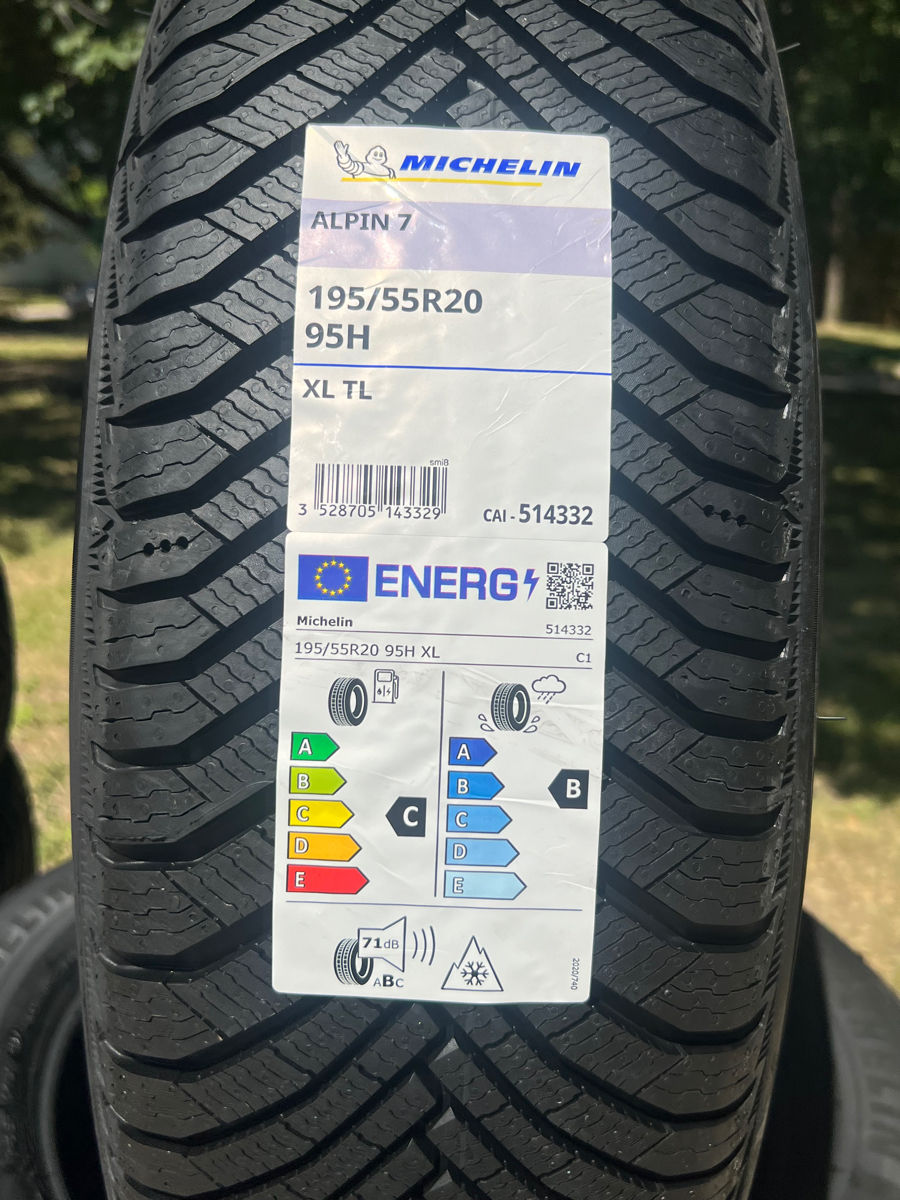 MICHELIN
ALPIN 7
195/55R20
95H
XL TL
smi8
3 528705 143329
CAI - 514332
ENERG
Michelin 514332
195/55R20 95H XL C1
A A
B B B
C C C
D D
E E
71dB
ABC
2020/740